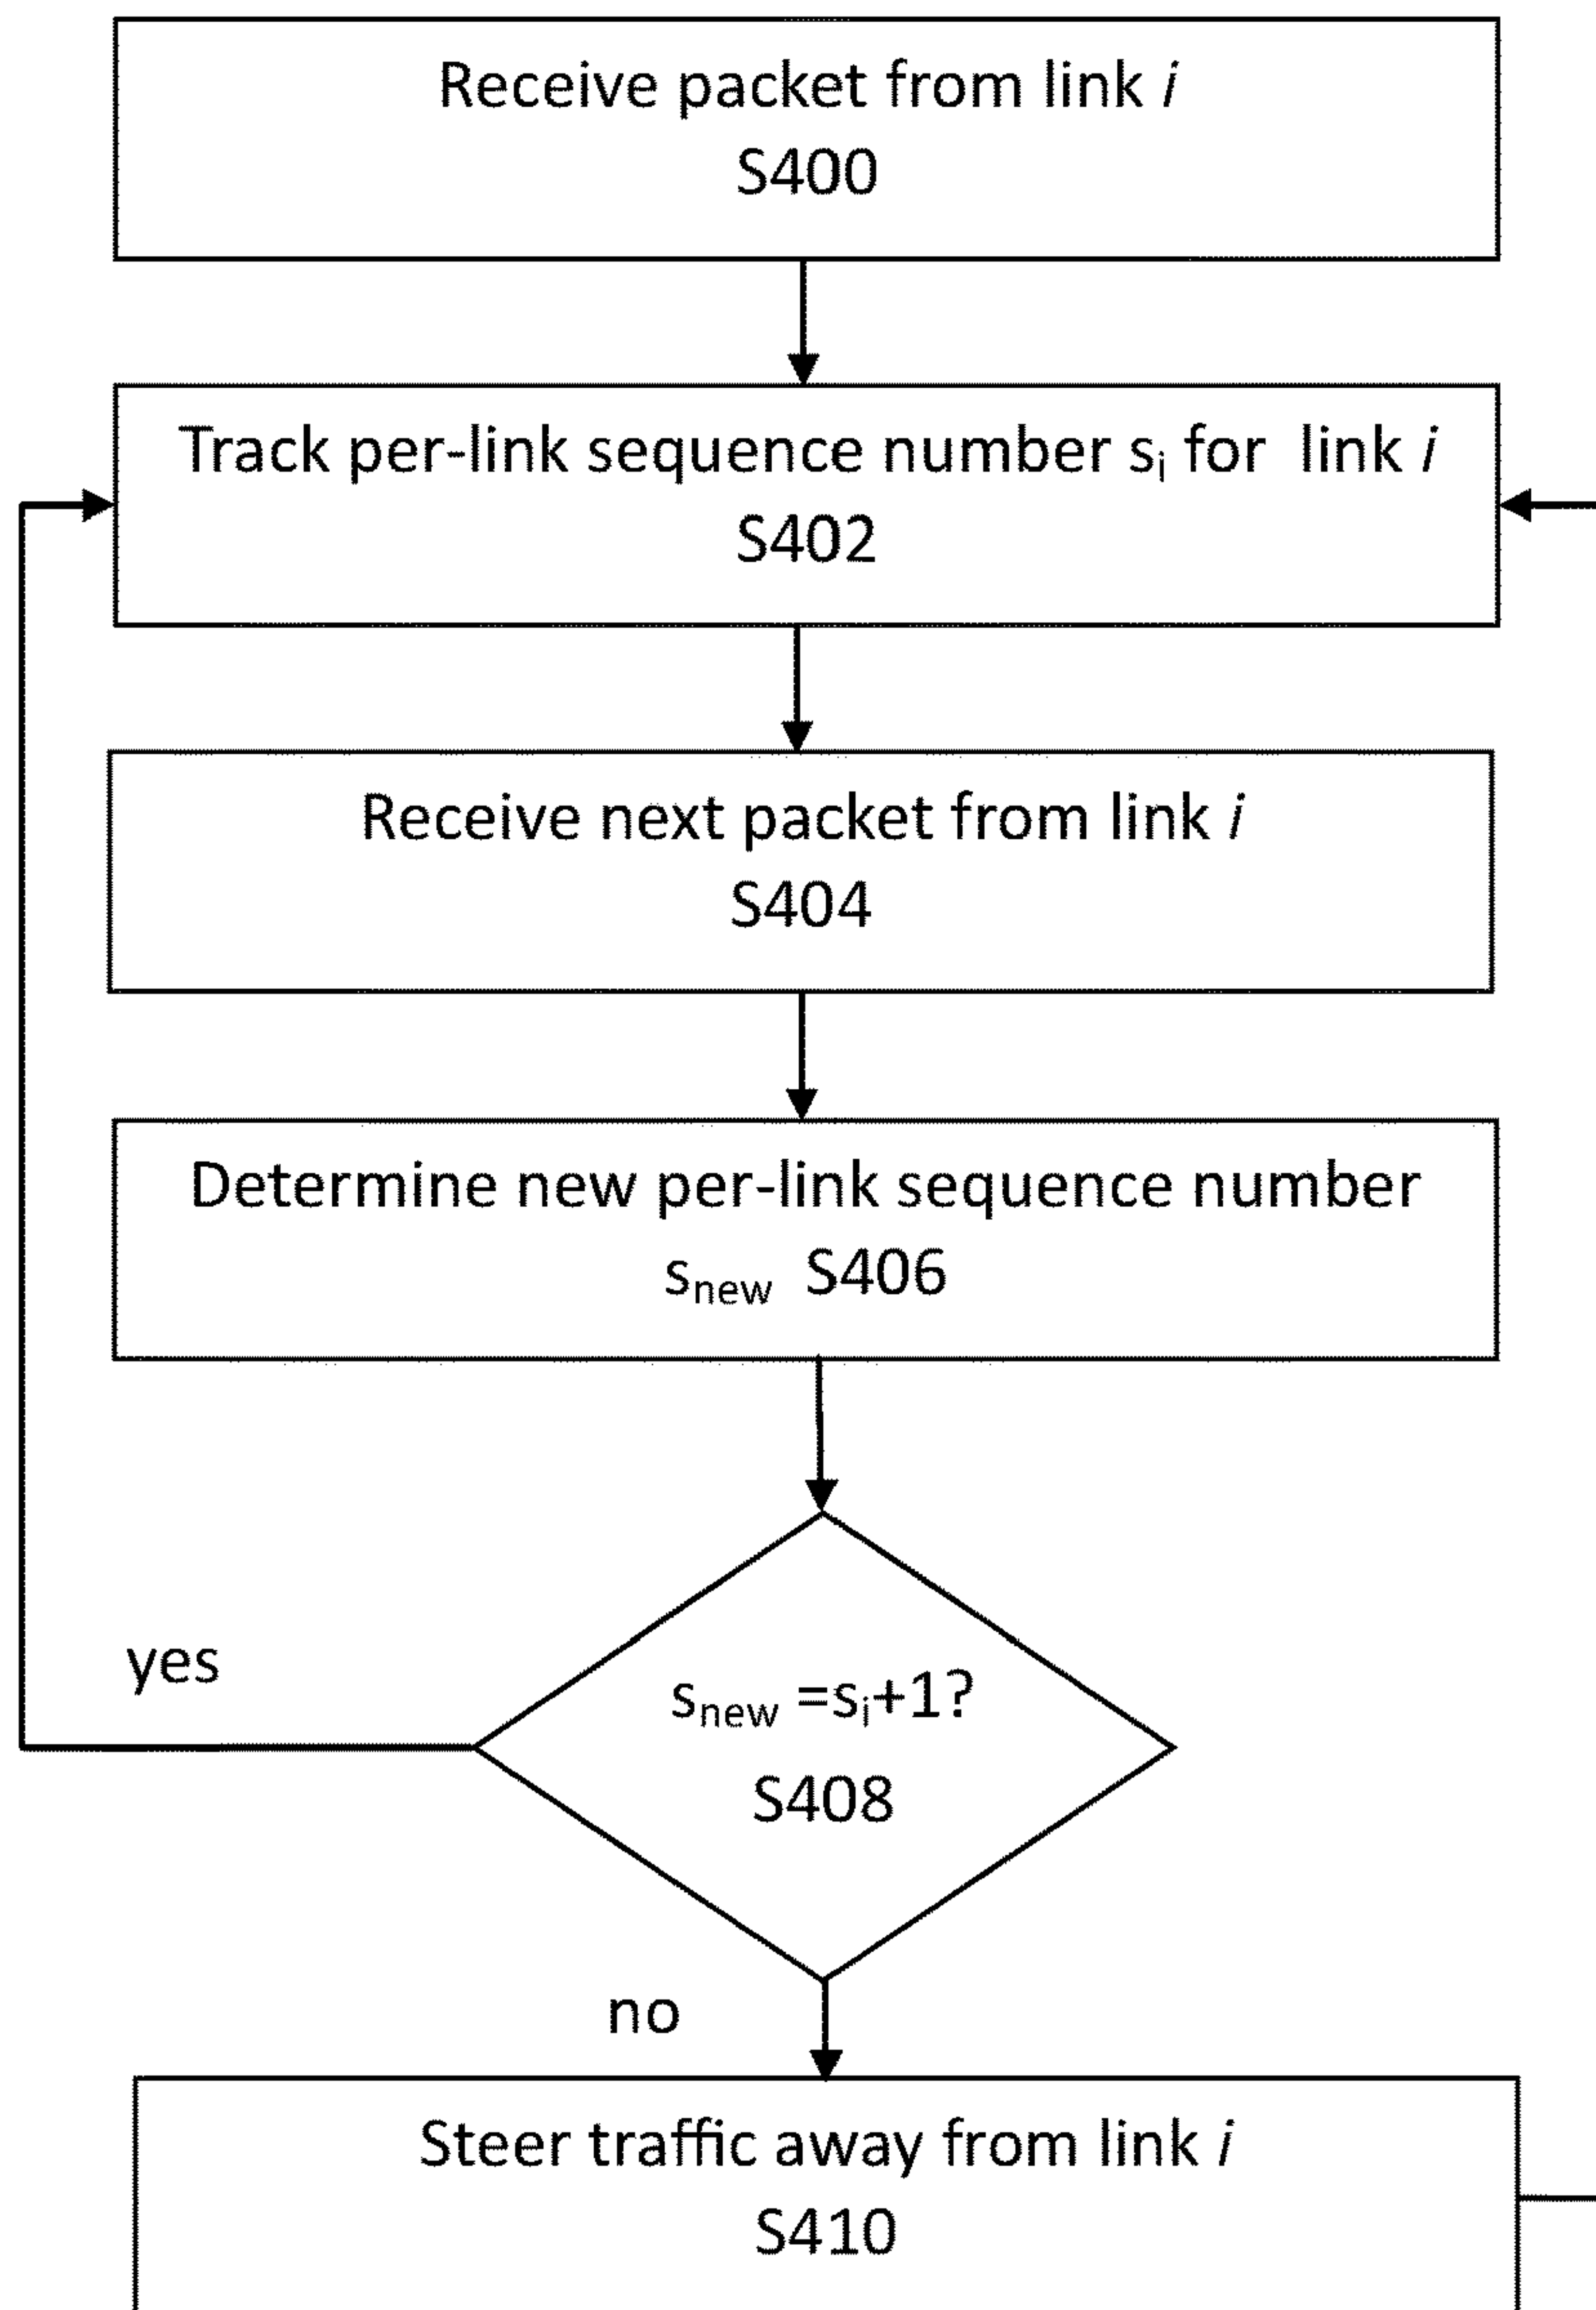 Receive packet from link i
S400
Track per-link sequence number si for link i
S402
Receive next packet from link i
S404
Determine new per-link sequence number
snew S406
yes
snew =si+1?
S408
no
Steer traffic away from link i
S410